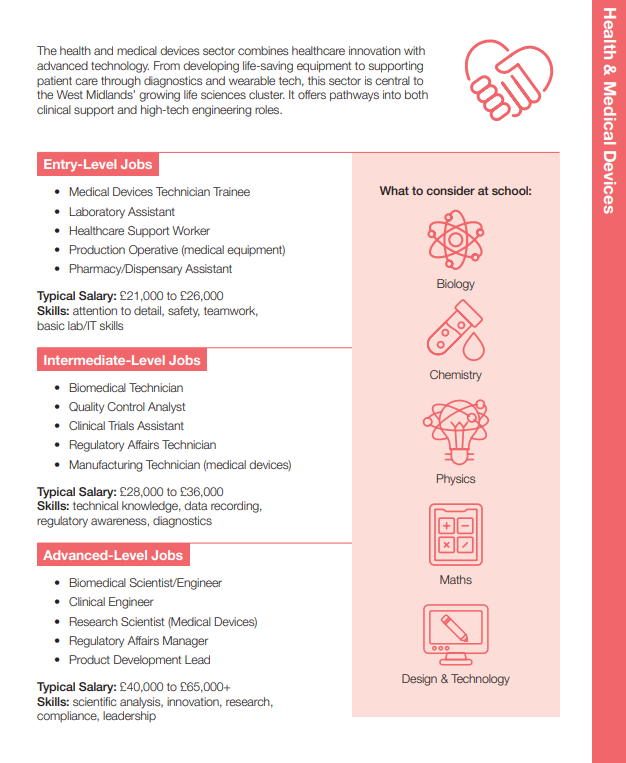 The health and medical devices sector combines healthcare innovation with
advanced technology. From developing life-saving equipment to supporting
patient care through diagnostics and wearable tech, this sector is central to
the West Midlands' growing life sciences cluster. It offers pathways into both
clinical support and high-tech engineering roles.
Health & Medical Devices
Entry-Level Jobs
• Medical Devices Technician Trainee
• Laboratory Assistant
• Healthcare Support Worker
• Production Operative (medical equipment)
• Pharmacy/Dispensary Assistant
Typical Salary: £21,000 to £26,000
Skills: attention to detail, safety, teamwork,
basic lab/IT skills
Intermediate-Level Jobs
• Biomedical Technician
• Quality Control Analyst
• Clinical Trials Assistant
• Regulatory Affairs Technician
• Manufacturing Technician (medical devices)
Typical Salary: £28,000 to £36,000
Skills: technical knowledge, data recording,
regulatory awareness, diagnostics
Advanced-Level Jobs
• Biomedical Scientist/Engineer
• Clinical Engineer
• Research Scientist (Medical Devices)
• Regulatory Affairs Manager
• Product Development Lead
Typical Salary: £40,000 to £65,000+
Skills: scientific analysis, innovation, research,
compliance, leadership
What to consider at school:
Biology
Chemistry
Physics
Maths
Design & Technology